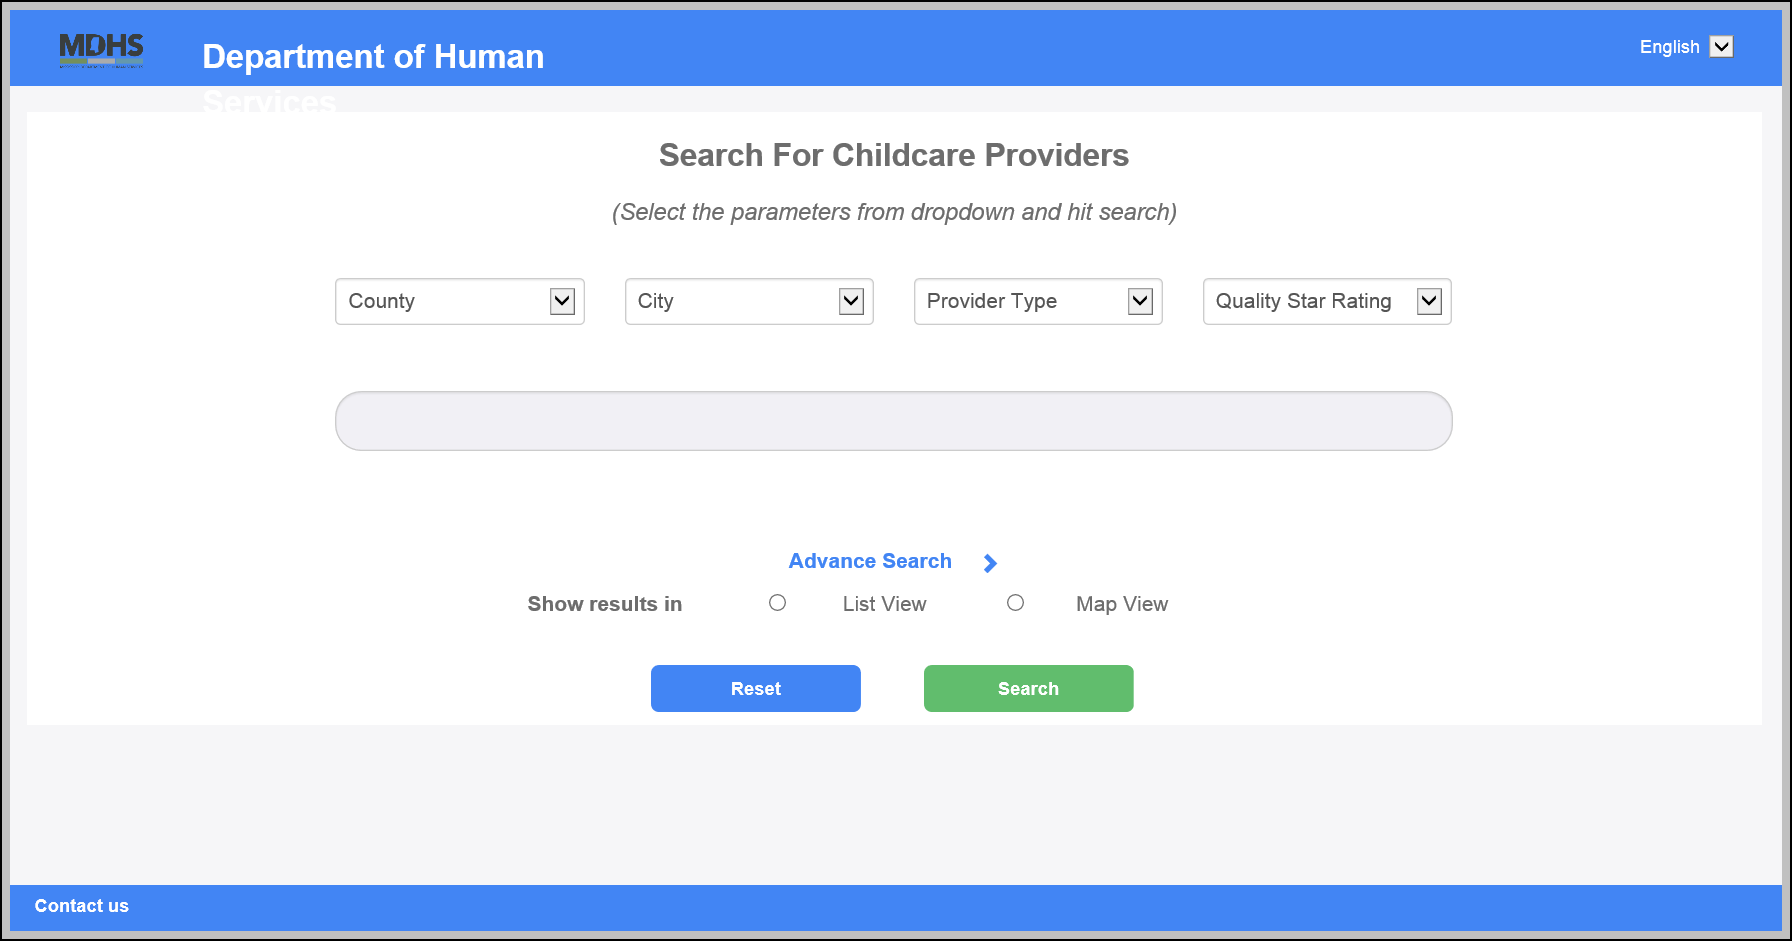 MDHS
Department of Human
Services
English
Search For Childcare Providers
(Select the parameters from dropdown and hit search)
County
City
Provider Type
Quality Star Rating
Advance Search
Show results in
List View
Map View
Reset
Search
Contact us